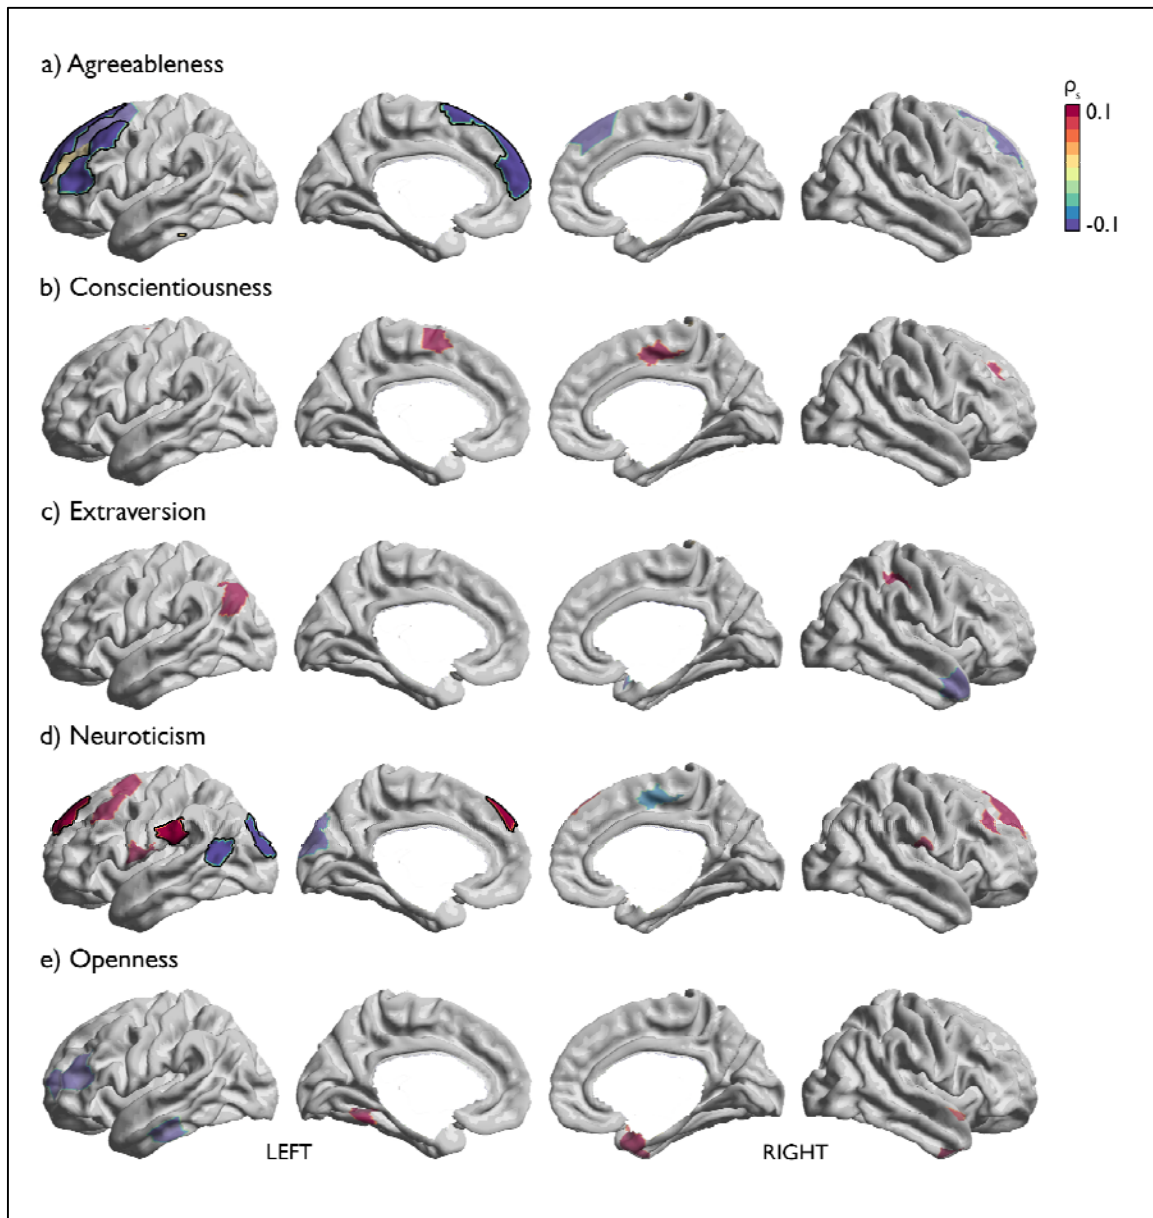 a) Agreeableness
ρs
0.1
-0.1
b) Conscientiousness
c) Extraversion
d) Neuroticism
e) Openness
LEFT
RIGHT